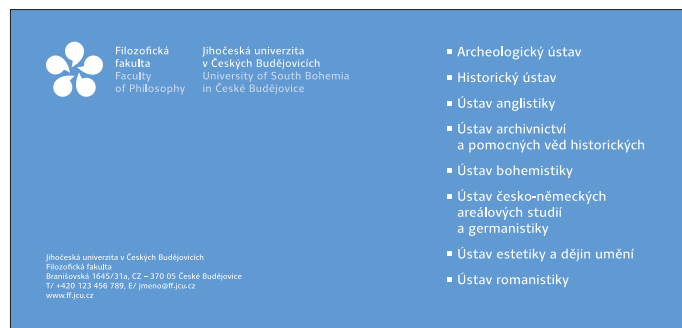 Filozofická
fakulta
Faculty
of Philosophy
Jihočeská univerzita
v Českých Budějovicích
University of South Bohemia
in České Budějovice
Archeologický ústav
Historický ústav
Ústav anglistiky
Ústav archivnictví
a pomocných věd historických
Ústav bohemistiky
Ústav česko-německých
areálových studií
a germanistiky
Ústav estetiky a dějin umění
Ústav romanistiky
Jihočeská univerzita v Českých Budějovicích
Filozofická fakulta
Branišovská 1645/31a, CZ – 370 05 České Budějovice
T/ +420 123 456 789, E/ jmeno@ff.jcu.cz
www.ff.jcu.cz